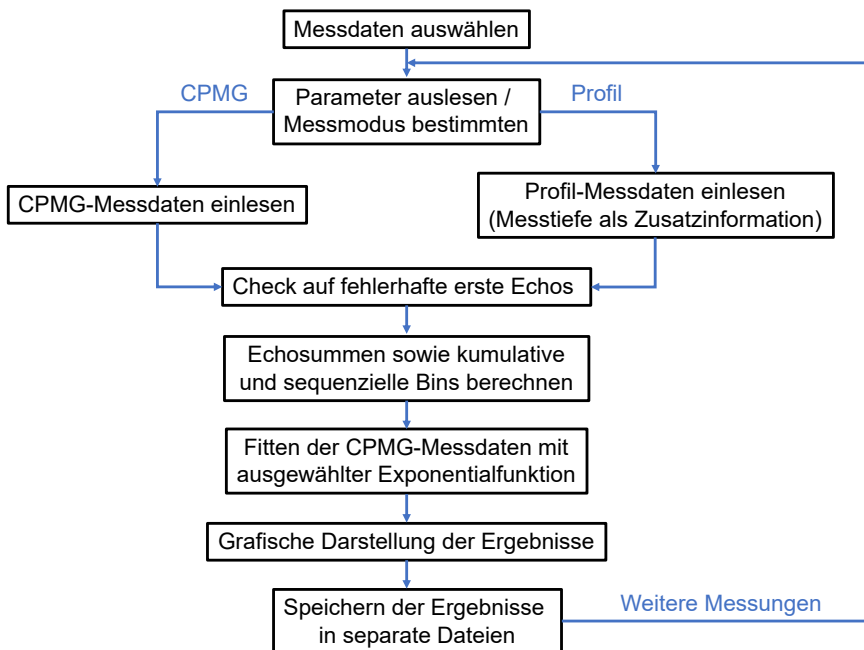 Messdaten auswählen
CPMG
Parameter auslesen /
Messmodus bestimmten
Profil
CPMG-Messdaten einlesen
Profil-Messdaten einlesen
(Messtiefe als Zusatzinformation)
Check auf fehlerhafte erste Echos
Echosummen sowie kumulative
und sequenzielle Bins berechnen
Fitten der CPMG-Messdaten mit
ausgewählter Exponentialfunktion
Grafische Darstellung der Ergebnisse
Speichern der Ergebnisse
in separate Dateien
Weitere Messungen